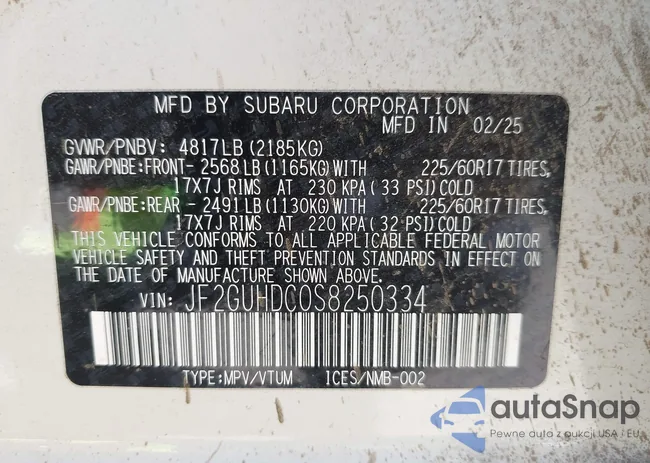 MFD BY SUBARU CORPORATION
MFD IN 02/25
GVWR/PNBV: 4817LB (2185KG)
GAWR/PNBE:FRONT- 2568LB (1165KG) WITH 225/60R17 TIRES,
17X7J RIMS AT 230 KPA ( 33 PSI) COLD
GAWR/PNBE:REAR - 2491LB (1130KG) WITH 225/60R17 TIRES,
17X7J RIMS AT 220 KPA ( 32 PSI) COLD
THIS VEHICLE CONFORMS TO ALL APPLICABLE FEDERAL MOTOR
VEHICLE SAFETY AND THEFT PREVENTION STANDARDS IN EFFECT ON
THE DATE OF MANUFACTURE SHOWN ABOVE.
VIN: JF2GUHDC0S8250334
TYPE:MPV/VTUM ICES/NMB-002
autaSnap
Pewne auto z aukcji USA i EU